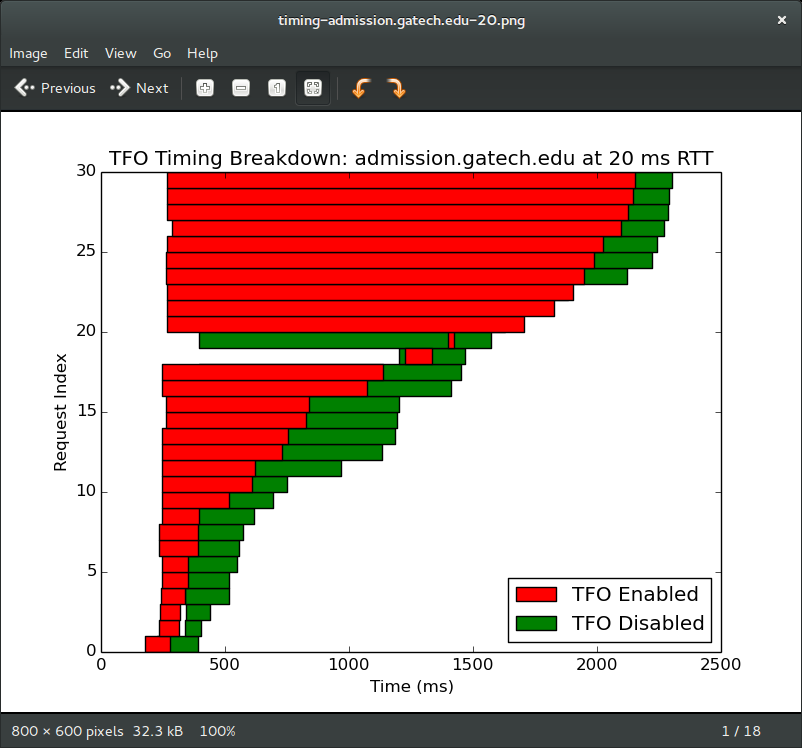 timing-admission.gatech.edu-20.png
×
Image Edit View Go Help
Previous Next
TFO Timing Breakdown: admission.gatech.edu at 20 ms RTT
30
25
20
15
10
5
0
Request Index
0 500 1000 1500 2000 2500
Time (ms)
TFO Enabled
TFO Disabled
800 × 600 pixels 32.3 kB 100%
1 / 18